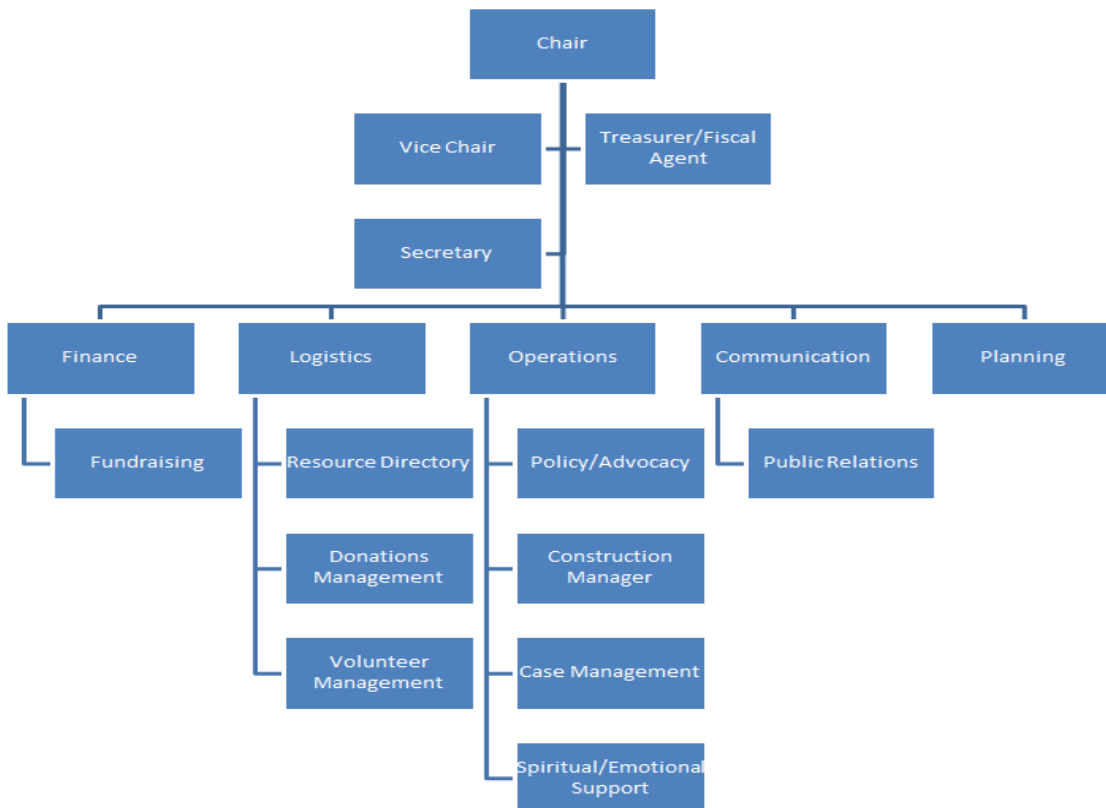 Chair
Vice Chair
Treasurer/Fiscal
Agent
Secretary
Finance
Logistics
Operations
Communication
Planning
Fundraising
Resource Directory
Policy/Advocacy
Public Relations
Donations
Management
Construction
Manager
Volunteer
Management
Case Management
Spiritual/Emotional
Support